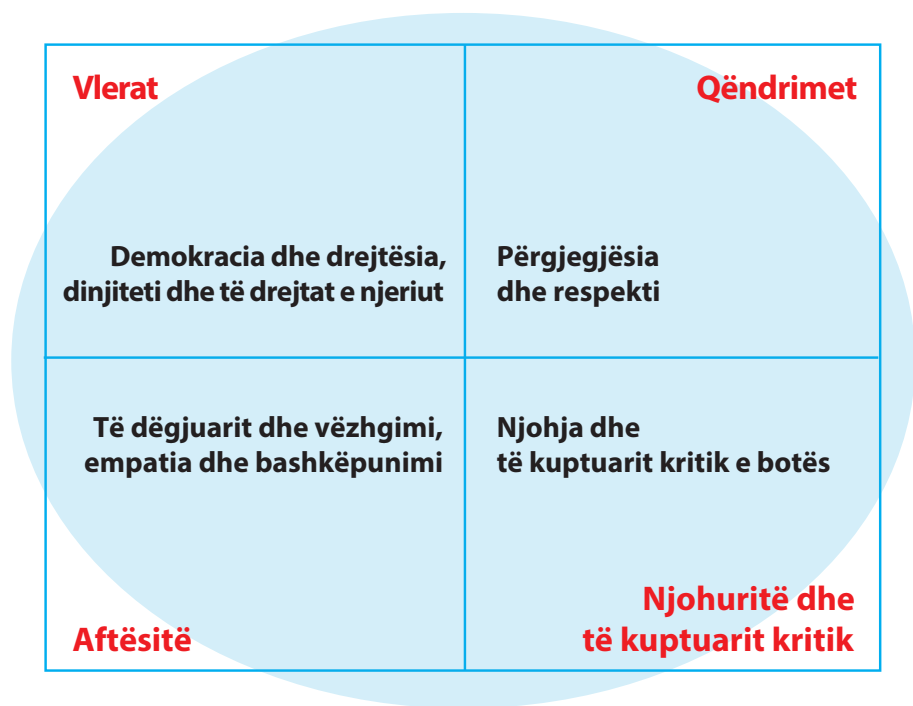 Vlerat
Demokracia dhe drejtësia,
dinjiteti dhe të drejtat e njeriut
Qëndrimet
Përgjegjësia
dhe respekti
Të dëgjuarit dhe vëzhgimi,
empatia dhe bashkëpunimi
Aftësitë
Njohja dhe
të kuptuarit kritik e botës
Njohuritë dhe
të kuptuarit kritik